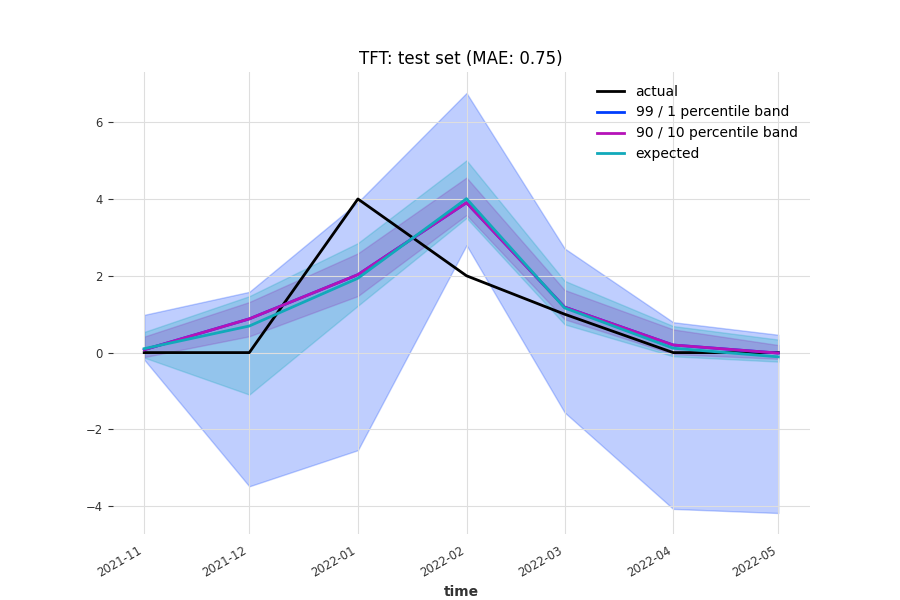 TFT: test set (MAE: 0.75)
actual
99 / 1 percentile band
90 / 10 percentile band
expected
6
4
2
0
−2
−4
2021-11
2021-12
2022-01
2022-02
2022-03
2022-04
2022-05
time